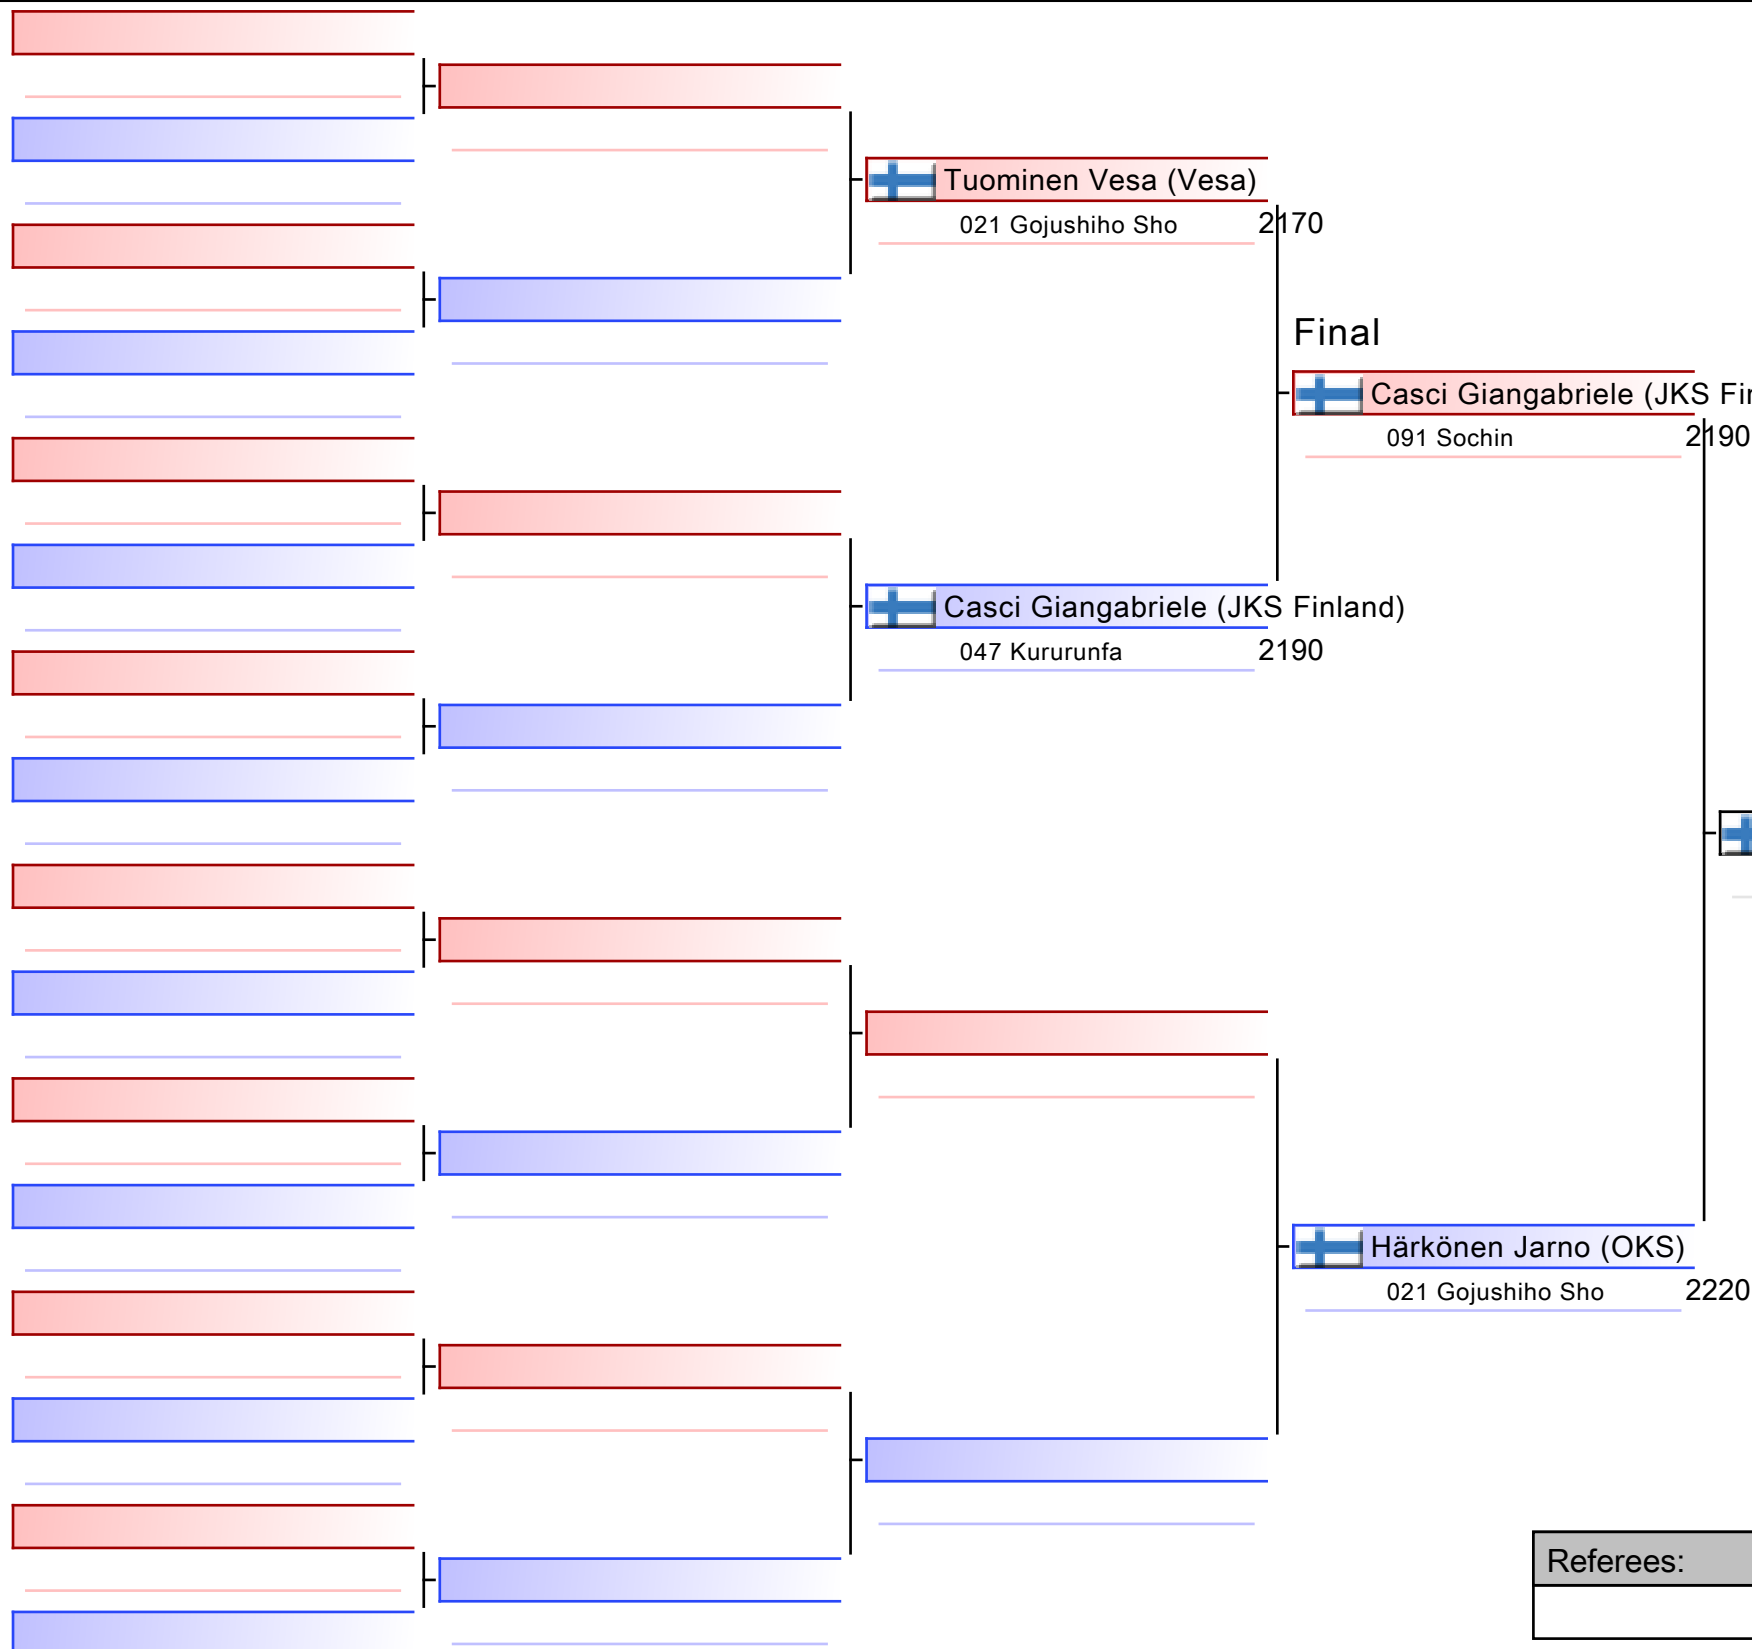 Tuominen Vesa (Vesa)
021 Gojushiho Sho 2170
Final
Casci Giangabriele (JKS Fin
091 Sochin 2190
Casci Giangabriele (JKS Finland)
047 Kururunfa 2190
Härkönen Jarno (OKS)
021 Gojushiho Sho 2220
Referees: